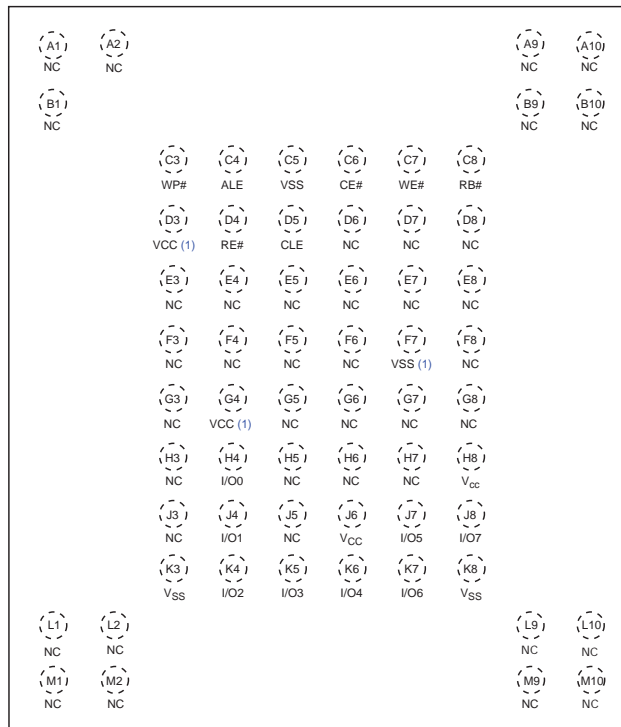 A1 A2 A9 A10
NC NC NC NC
B1 B9 B10
NC NC NC
C3 C4 C5 C6 C7 C8
WP# ALE VSS CE# WE# RB#
D3 D4 D5 D6 D7 D8
VCC (1) RE# CLE NC NC NC
E3 E4 E5 E6 E7 E8
NC NC NC NC NC NC
F3 F4 F5 F6 F7 F8
NC NC NC NC VSS (1) NC
G3 G4 G5 G6 G7 G8
NC VCC (1) NC NC NC NC
H3 H4 H5 H6 H7 H8
NC I/O0 NC NC NC Vcc
J3 J4 J5 J6 J7 J8
NC I/O1 NC VCC I/O5 I/O7
K3 K4 K5 K6 K7 K8
VSS I/O2 I/O3 I/O4 I/O6 VSS
L1 L2 L9 L10
NC NC NC NC
M1 M2 M9 M10
NC NC NC NC